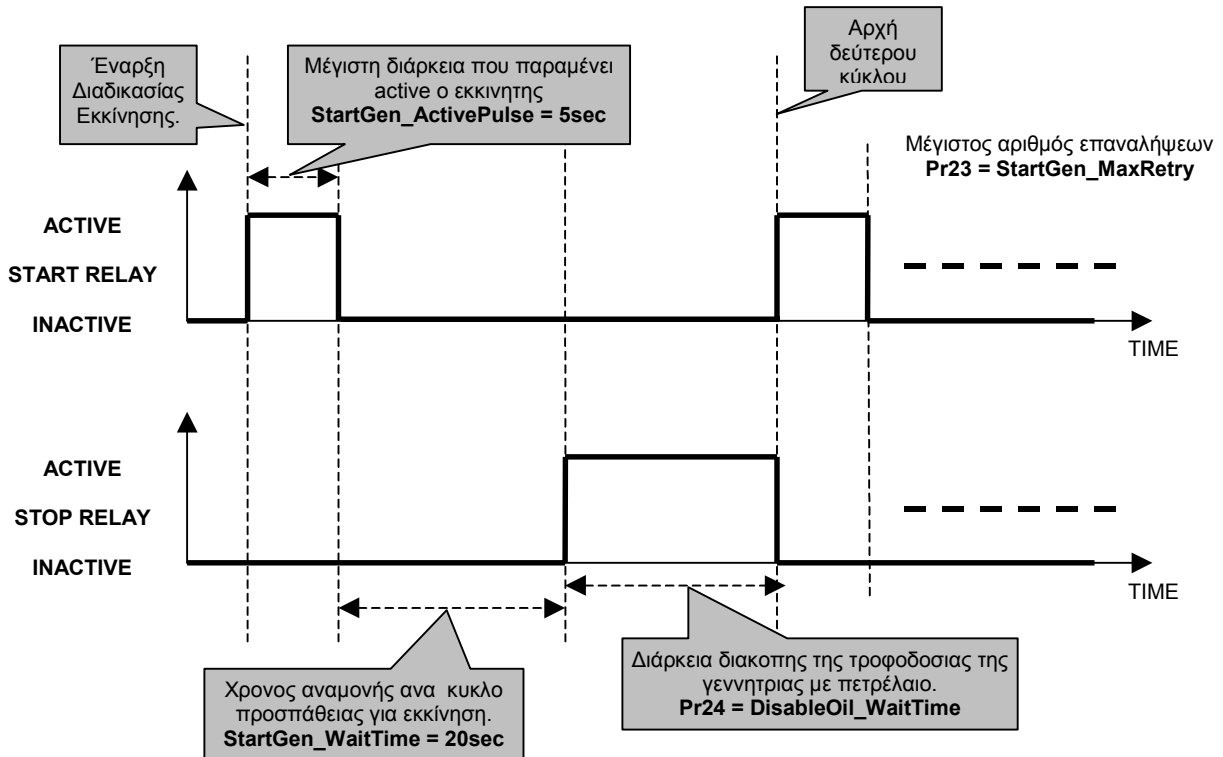 Έναρξη
Διαδικασίας
Εκκίνησης.
Μέγιστη διάρκεια που παραμένει
active ο εκκινητης
StartGen_ActivePulse = 5sec
Αρχή
δεύτερου
κύκλου
Μέγιστος αριθμός επαναλήψεων
Pr23 = StartGen_MaxRetry
ACTIVE
START RELAY
INACTIVE
TIME
ACTIVE
STOP RELAY
INACTIVE
TIME
Χρονος αναμονής ανα κυκλο
προσπάθειας για εκκίνηση.
StartGen_WaitTime = 20sec
Διάρκεια διακοπης της τροφοδοσιας της
γεννητριας με πετρέλαιο.
Pr24 = DisableOil_WaitTime